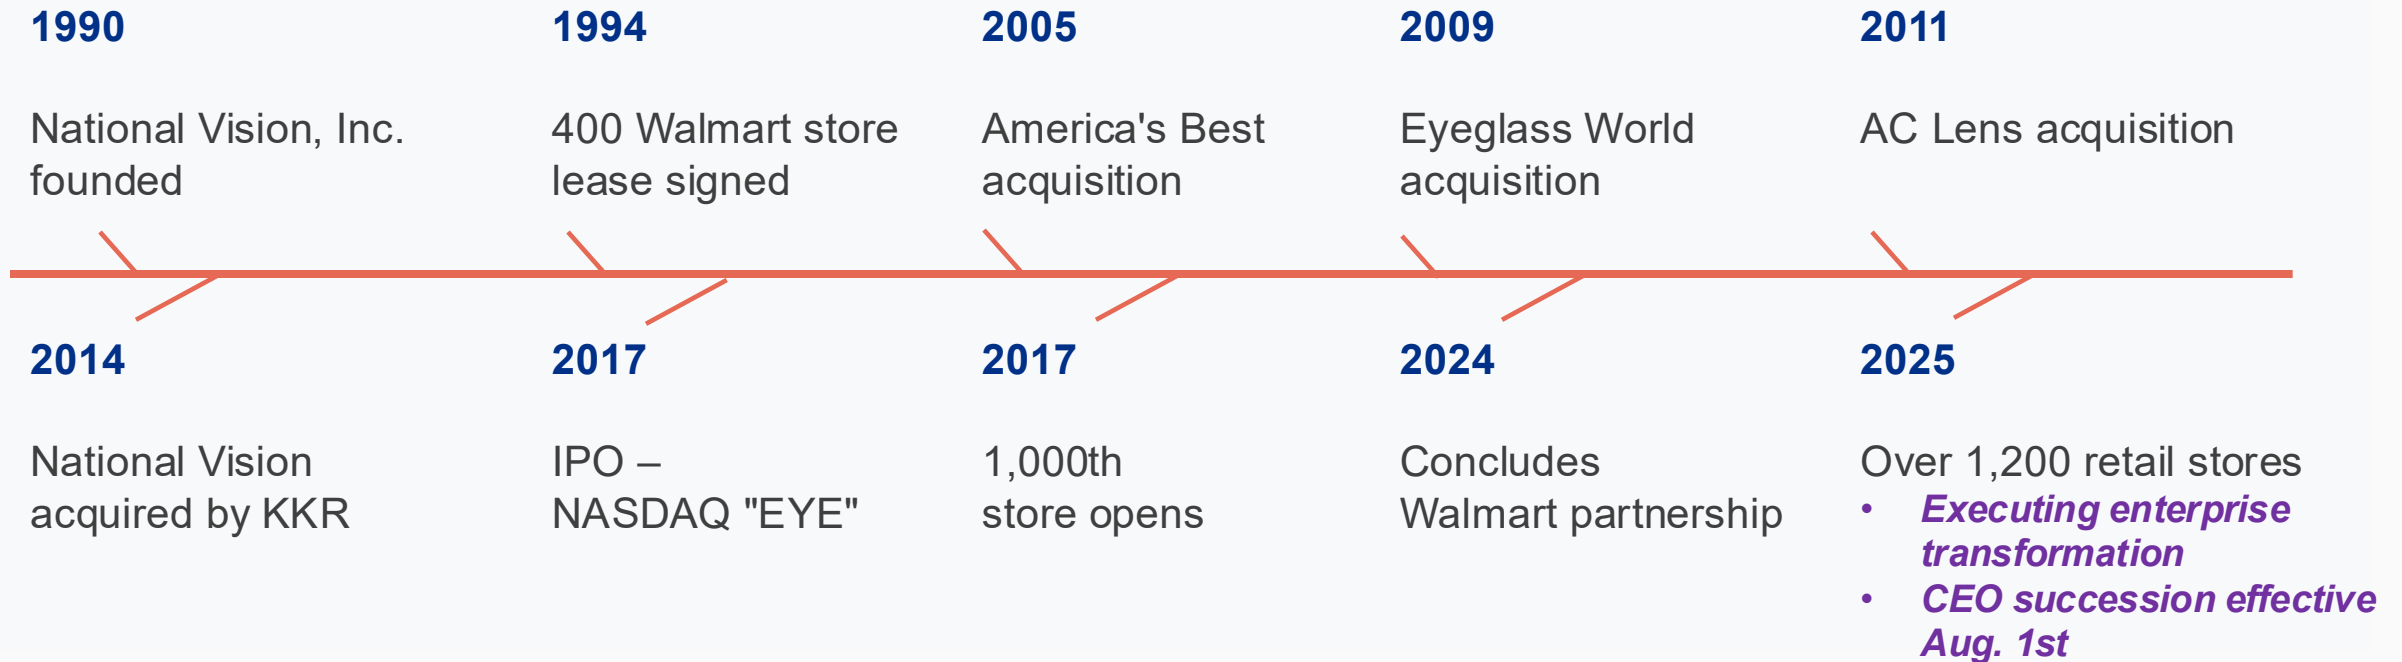 1990
National Vision, Inc.
founded
1994
400 Walmart store
lease signed
2005
America's Best
acquisition
2009
Eyeglass World
acquisition
2011
AC Lens acquisition
2014
National Vision
acquired by KKR
2017
IPO –
NASDAQ "EYE"
2017
1,000th
store opens
2024
Concludes
Walmart partnership
2025
Over 1,200 retail stores
• Executing enterprise
transformation
• CEO succession effective
Aug. 1st